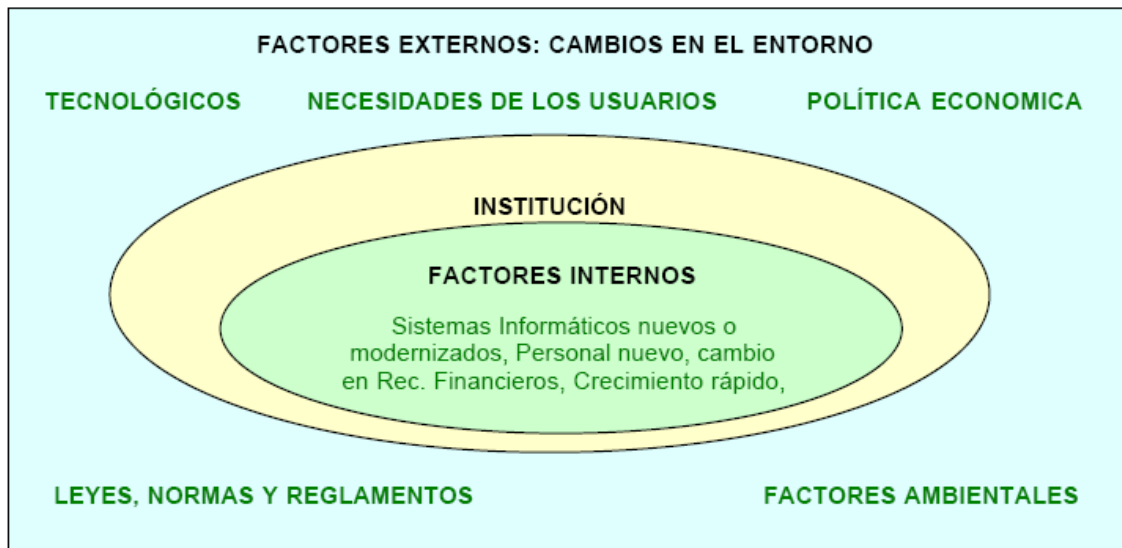 FACTORES EXTERNOS: CAMBIOS EN EL ENTORNO
TECNOLÓGICOS NECESIDADES DE LOS USUARIOS POLÍTICA ECONOMICA
INSTITUCIÓN
FACTORES INTERNOS
Sistemas Informáticos nuevos o
modernizados, Personal nuevo, cambio
en Rec. Financieros, Crecimiento rápido,
LEYES, NORMAS Y REGLAMENTOS FACTORES AMBIENTALES